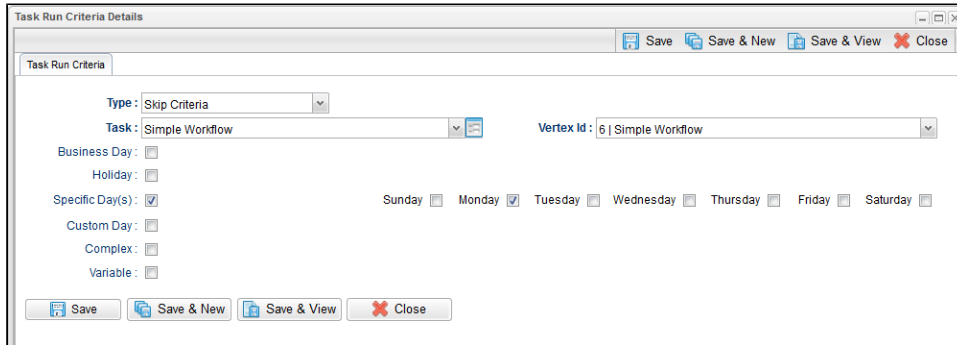 Task Run Criteria Details
Save Save & New Save & View Close
Task Run Criteria
Type : Skip Criteria
Task : Simple Workflow Vertex Id : 6 | Simple Workflow
Business Day :
Holiday :
Specific Day(s) : Sunday Monday Tuesday Wednesday Thursday Friday Saturday
Custom Day :
Complex :
Variable :
Save Save & New Save & View Close